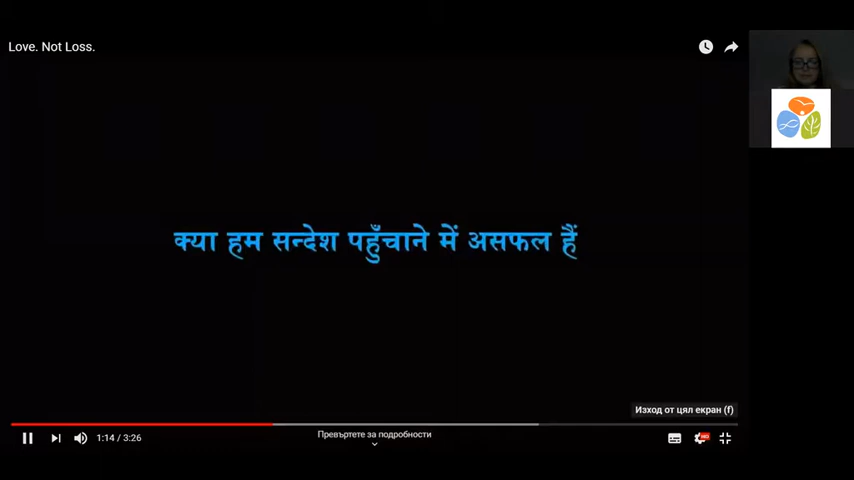 Love. Not Loss.
क्या हम सन्देश पहुँचाने में असफल हैं
Изход от цял екран (f)
1:14 / 3:26
Превъртете за подробности